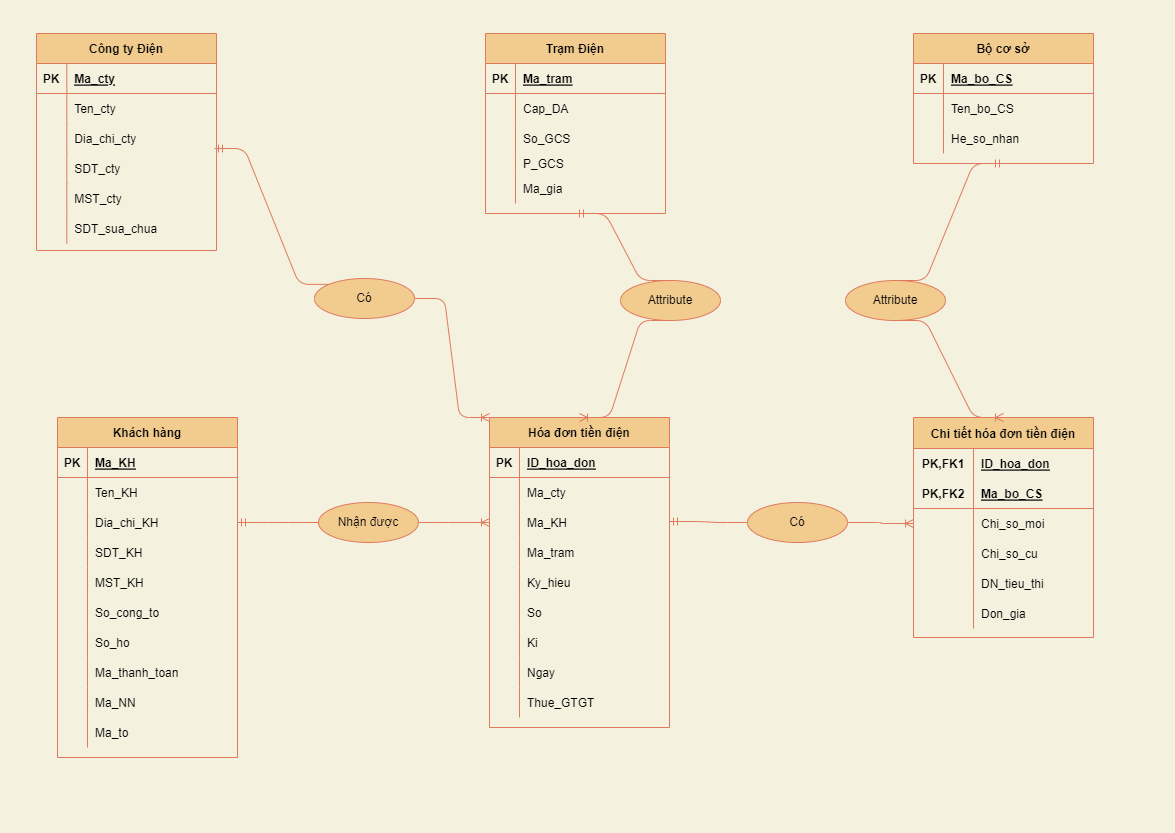 Công ty Điện
PK Ma_cty
Ten_cty
Dia_chi_cty
SDT_cty
MST_cty
SDT_sua_chua
Trạm Điện
PK Ma_tram
Cap_DA
So_GCS
P_GCS
Ma_gia
Bộ cơ sở
PK Ma_bo_CS
Ten_bo_CS
He_so_nhan
Có
Attribute
Attribute
Khách hàng
PK Ma_KH
Ten_KH
Dia_chi_KH
SDT_KH
MST_KH
So_cong_to
So_ho
Ma_thanh_toan
Ma_NN
Ma_to
Nhận được
Hóa đơn tiền điện
PK ID_hoa_don
Ma_cty
Ma_KH
Ma_tram
Ky_hieu
So
Ki
Ngay
Thue_GTGT
Có
Chi tiết hóa đơn tiền điện
PK,FK1 ID_hoa_don
PK,FK2 Ma_bo_CS
Chi_so_moi
Chi_so_cu
DN_tieu_thi
Don_gia